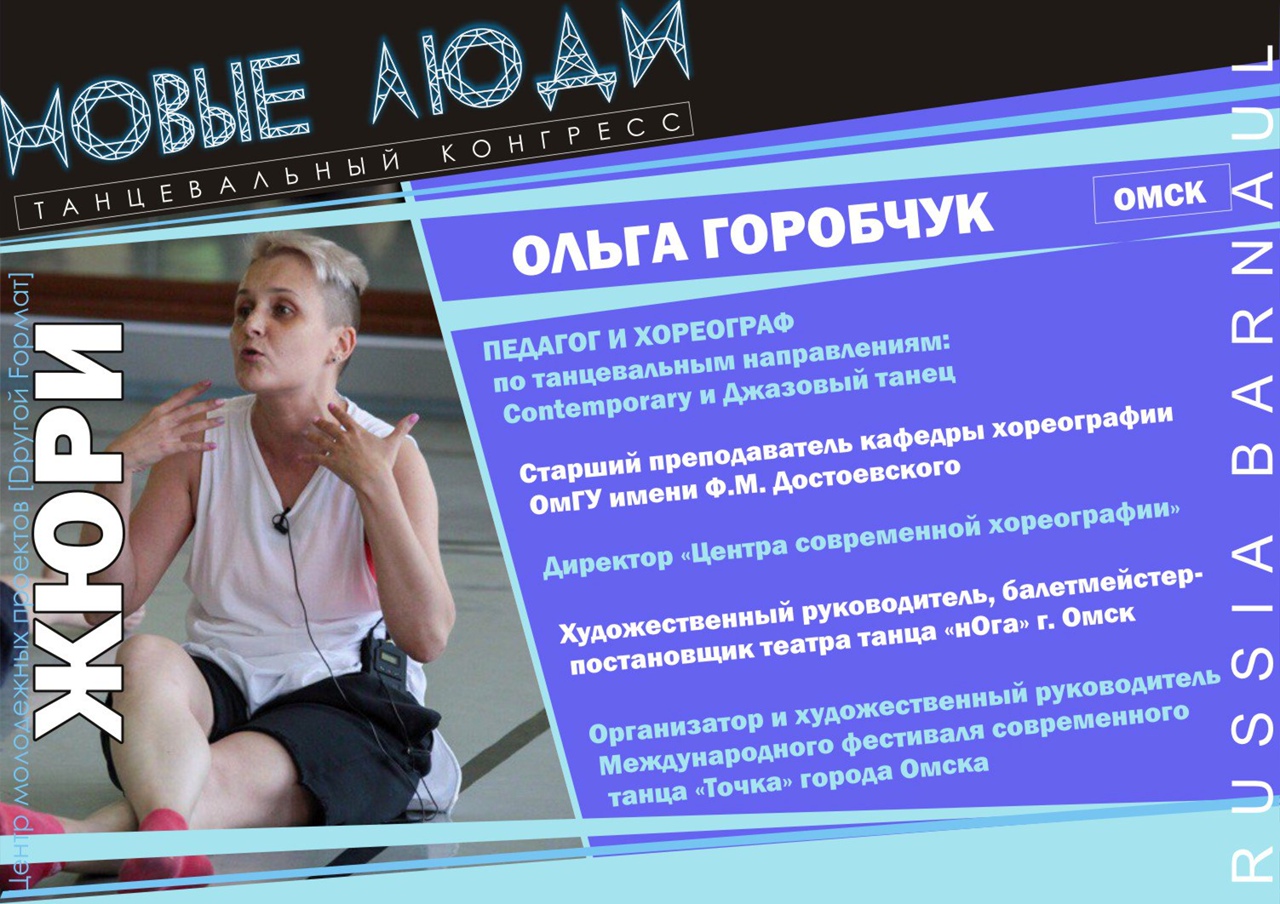 НОВЫЕ ЛЮДИ
ТАНЦЕВАЛЬНЫЙ КОНГРЕСС
ОЛЬГА ГОРОБЧУК
ОМСК
ПЕДАГОГ И ХОРЕОГРАФ
по танцевальным направлениям:
Contemporary и Джазовый танец
Старший преподаватель кафедры хореографии
ОмГУ имени Ф.М. Достоевского
Директор «Центра современной хореографии»
Художественный руководитель, балетмейстер-
постановщик театра танца «нОга» г. Омск
Организатор и художественный руководитель
Международного фестиваля современного
танца «Точка» города Омска
ЖЮРИ
Центр молодежных проектов [Dругой Fормат]
RUSSIA BARNAUL